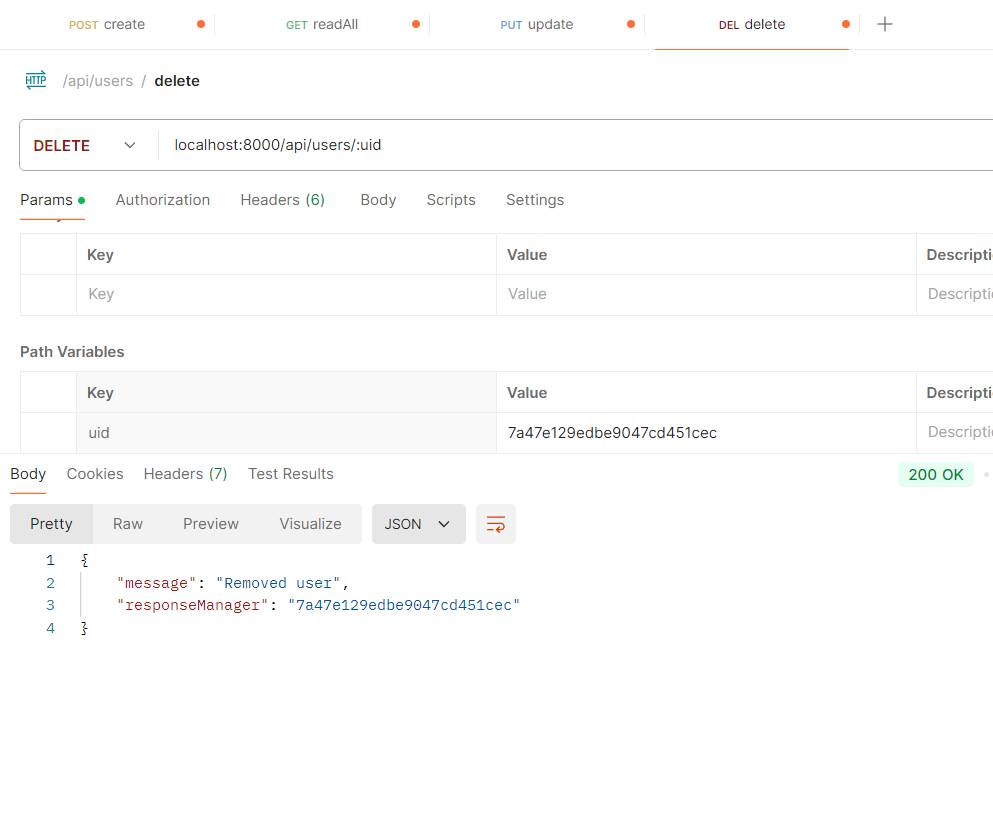 POST create GET readAll PUT update DEL delete
HTTP /api/users / delete
DELETE localhost:8000/api/users/:uid
Params Authorization Headers (6) Body Scripts Settings
Key Value Descripti
Key Value Descripti
Path Variables
Key Value Descripti
uid 7a47e129edbe9047cd451cec Descripti
Body Cookies Headers (7) Test Results 200 OK
Pretty Raw Preview Visualize JSON
1 {
2 "message": "Removed user",
3 "responseManager": "7a47e129edbe9047cd451cec"
4 }